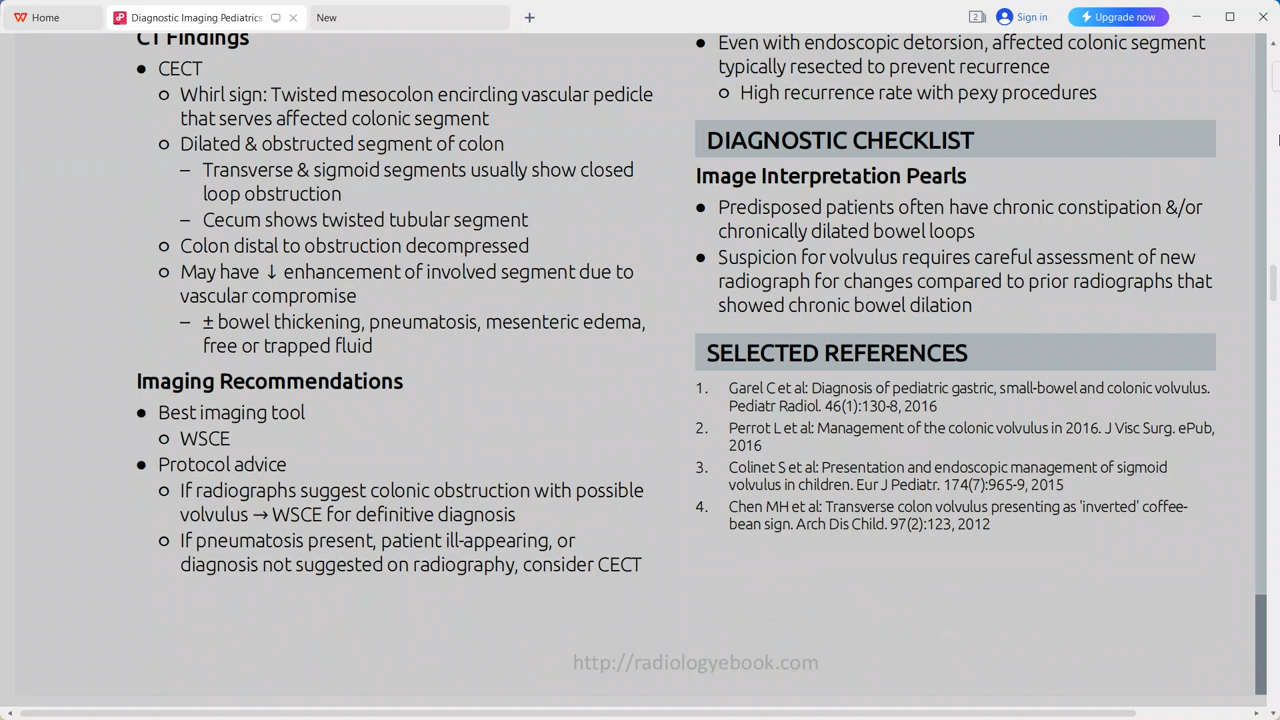 Home
Diagnostic Imaging Pediatrics
New
2
Sign in
Upgrade now
CT Findings
● CECT
○ Whirl sign: Twisted mesocolon encircling vascular pedicle
that serves affected colonic segment
○ Dilated & obstructed segment of colon
– Transverse & sigmoid segments usually show closed
loop obstruction
– Cecum shows twisted tubular segment
○ Colon distal to obstruction decompressed
○ May have ↓ enhancement of involved segment due to
vascular compromise
– ± bowel thickening, pneumatosis, mesenteric edema,
free or trapped fluid
Imaging Recommendations
● Best imaging tool
○ WSCE
● Protocol advice
○ If radiographs suggest colonic obstruction with possible
volvulus → WSCE for definitive diagnosis
○ If pneumatosis present, patient ill-appearing, or
diagnosis not suggested on radiography, consider CECT
● Even with endoscopic detorsion, affected colonic segment
typically resected to prevent recurrence
○ High recurrence rate with pexy procedures
DIAGNOSTIC CHECKLIST
Image Interpretation Pearls
● Predisposed patients often have chronic constipation &/or
chronically dilated bowel loops
● Suspicion for volvulus requires careful assessment of new
radiograph for changes compared to prior radiographs that
showed chronic bowel dilation
SELECTED REFERENCES
1. Garel C et al: Diagnosis of pediatric gastric, small-bowel and colonic volvulus.
Pediatr Radiol. 46(1):130-8, 2016
2. Perrot L et al: Management of the colonic volvulus in 2016. J Visc Surg. ePub,
2016
3. Colinet S et al: Presentation and endoscopic management of sigmoid
volvulus in children. Eur J Pediatr. 174(7):965-9, 2015
4. Chen MH et al: Transverse colon volvulus presenting as 'inverted' coffee-
bean sign. Arch Dis Child. 97(2):123, 2012
http://radiologyebook.com